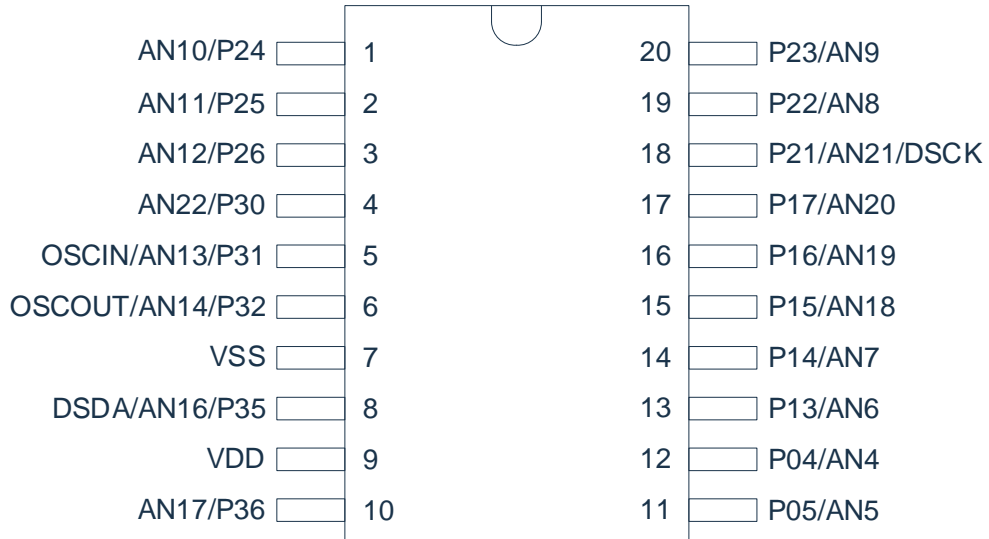 AN10/P24 1 20 P23/AN9
AN11/P25 2 19 P22/AN8
AN12/P26 3 18 P21/AN21/DSCK
AN22/P30 4 17 P17/AN20
OSCIN/AN13/P31 5 16 P16/AN19
OSCOUT/AN14/P32 6 15 P15/AN18
VSS 7 14 P14/AN7
DSDA/AN16/P35 8 13 P13/AN6
VDD 9 12 P04/AN4
AN17/P36 10 11 P05/AN5